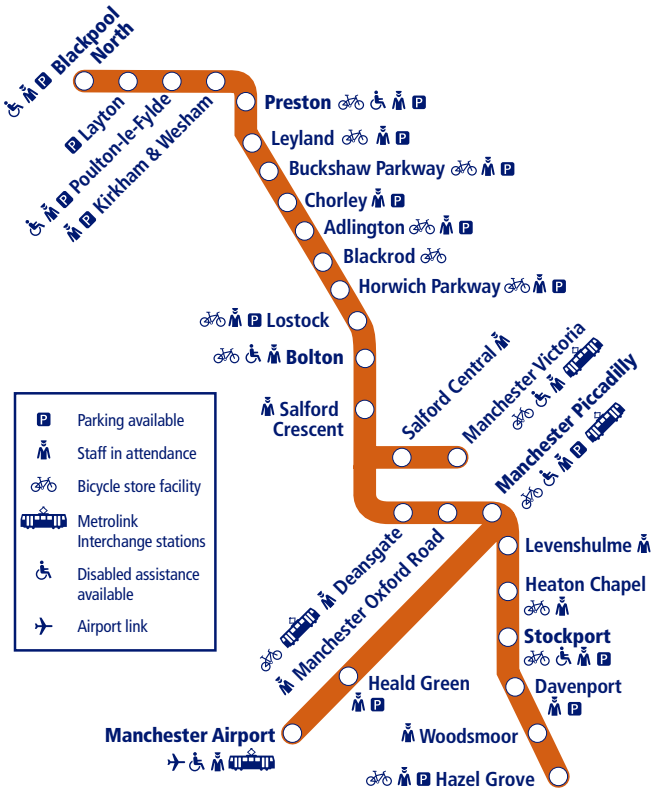 Blackpool
North
P Layton
P Poulton-le-Fylde
P Kirkham & Wesham
Preston P
Leyland P
Buckshaw Parkway P
Chorley P
Adlington P
Blackrod
Horwich Parkway P
P Lostock
Bolton
Salford
Crescent
Salford Central
Manchester Victoria
Manchester Piccadilly
P
Deansgate
Manchester Oxford Road
Levenshulme
Heaton Chapel
Stockport
P
Davenport
P
Woodsmoor
P Hazel Grove
Heald Green
P
Manchester Airport
P Parking available
Staff in attendance
Bicycle store facility
Metrolink
Interchange stations
Disabled assistance
available
Airport link